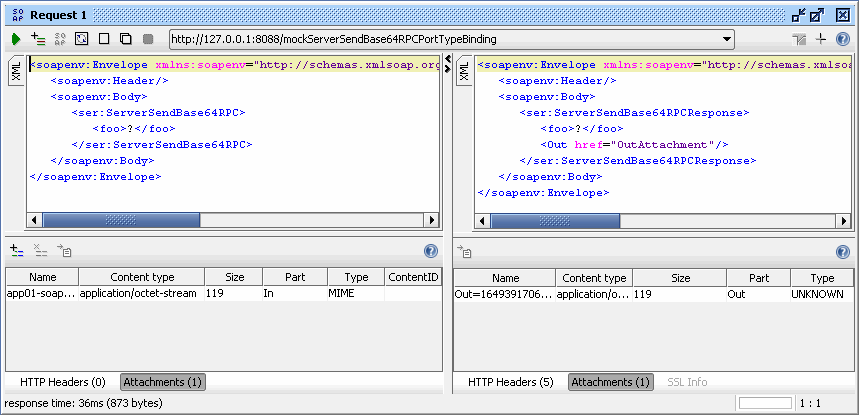 Request 1
SO
AP
http://127.0.0.1:8088/mockServerSendBase64RPCPortTypeBinding
XML
<soapenv:Envelope xmlns:soapenv="http://schemas.xmlsoap.org
<soapenv:Header/>
<soapenv:Body>
<ser:ServerSendBase64RPC>
<foo>?</foo>
</ser:ServerSendBase64RPC>
</soapenv:Body>
</soapenv:Envelope>
XML
<soapenv:Envelope xmlns:soapenv="http://schemas.xmlsoap.org
<soapenv:Header/>
<soapenv:Body>
<ser:ServerSendBase64RPCResponse>
<foo>?</foo>
<Out href="OutAttachment"/>
</ser:ServerSendBase64RPCResponse>
</soapenv:Body>
</soapenv:Envelope>
Name Content type Size Part Type ContentID
app01-soap... application/octet-stream 119 In MIME
Name Content type Size Part Type
Out=1649391706... application/o... 119 Out UNKNOWN
HTTP Headers (0) Attachments (1)
HTTP Headers (5) Attachments (1) SSL Info
response time: 36ms (873 bytes)
1 : 1